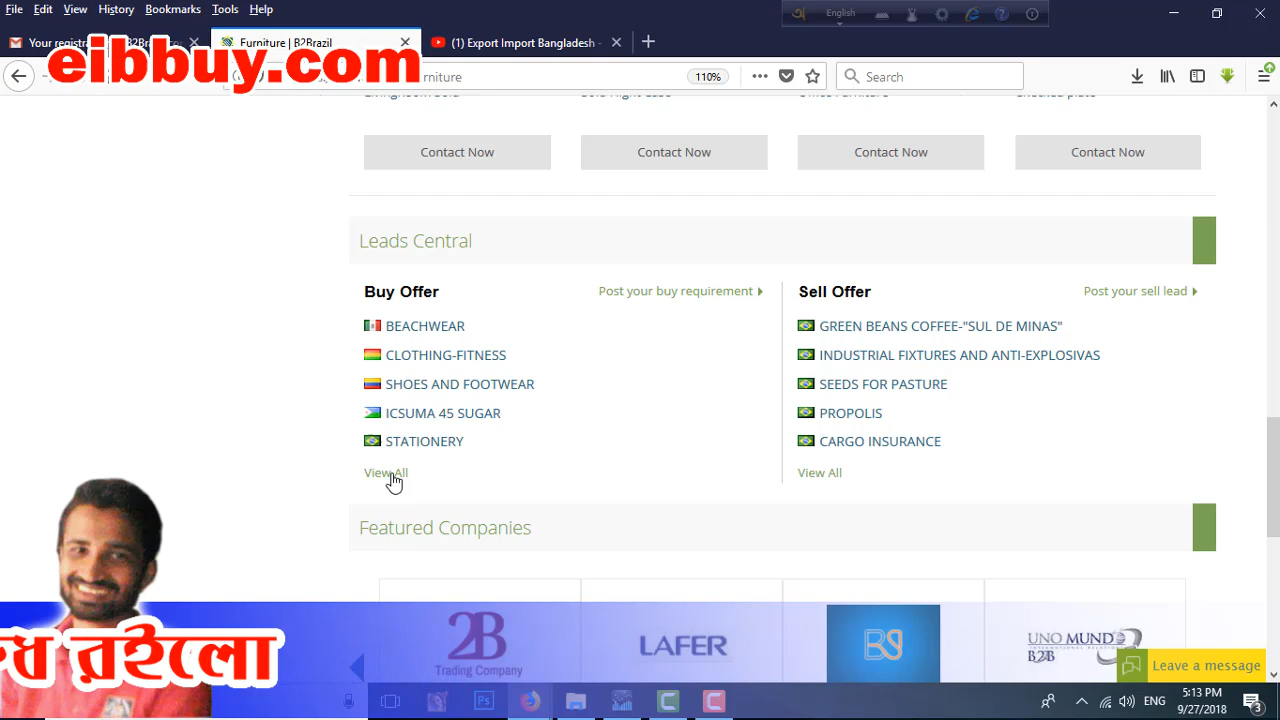 File Edit View History Bookmarks Tools Help
English
Furniture | B2Brazil
(1) Export Import Bangladesh -
eibbuy.com
110%
Search
Contact Now Contact Now Contact Now Contact Now
Leads Central
Buy Offer Post your buy requirement
BEACHWEAR
CLOTHING-FITNESS
SHOES AND FOOTWEAR
ICSUMA 45 SUGAR
STATIONERY
View All
Sell Offer Post your sell lead
GREEN BEANS COFFEE-"SUL DE MINAS"
INDUSTRIAL FIXTURES AND ANTI-EXPLOSIVAS
SEEDS FOR PASTURE
PROPOLIS
CARGO INSURANCE
View All
Featured Companies
2B
Trading Company
LAFER
UNO MUNDO
B2B
রইলো
Leave a message
ENG
5:13 PM
9/27/2018
3